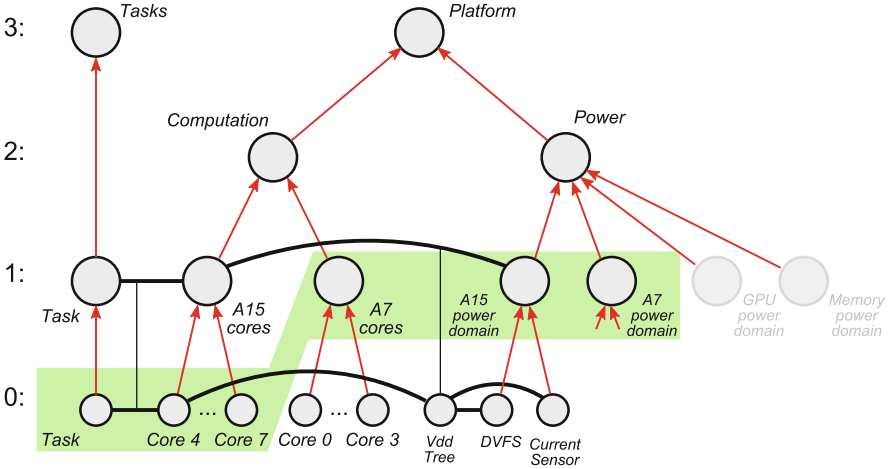 3:
Tasks
Platform
2:
Computation
Power
1:
Task
A15
cores
A7
cores
A15
power
domain
A7
power
domain
GPU
power
domain
Memory
power
domain
0:
...
...
Task
Core 4
Core 7
Core 0
Core 3
Vdd
Tree
DVFS
Current
Sensor